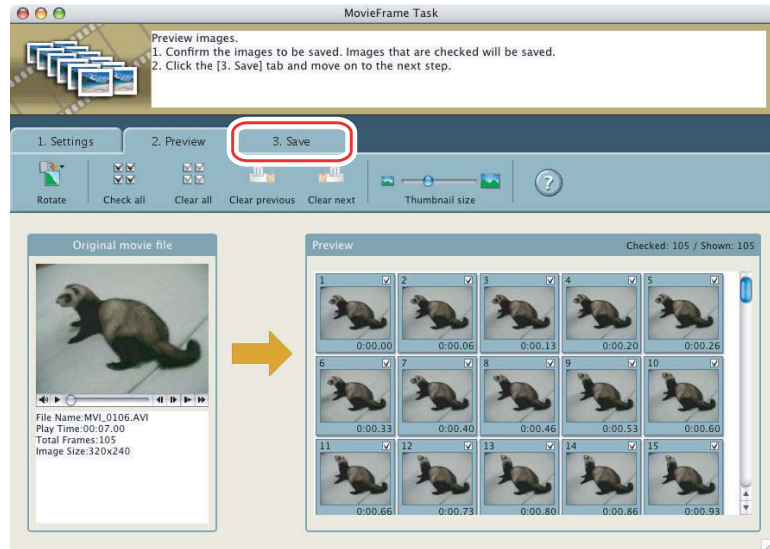 MovieFrame Task
Preview images.
1. Confirm the images to be saved. Images that are checked will be saved.
2. Click the [3. Save] tab and move on to the next step.
1. Settings
2. Preview
3. Save
Rotate
Check all
Clear all
Clear previous
Clear next
Thumbnail size
?
Original movie file
File Name:MVI_0106.AVI
Play Time:00:07.00
Total Frames:105
Image Size:320x240
Preview
Checked: 105 / Shown: 105
1 2 3 4 5
0:00.00 0:00.06 0:00.13 0:00.20 0:00.26
6 7 8 9 10
0:00.33 0:00.40 0:00.46 0:00.53 0:00.60
11 12 13 14 15
0:00.66 0:00.73 0:00.80 0:00.86 0:00.93